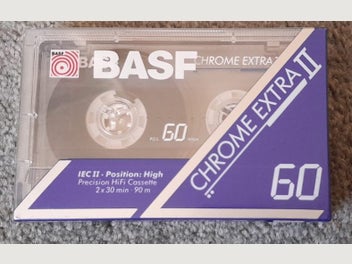 BASF
BASF
CHROME EXTRA
CHROME EXTRA II
60
IEC II · Position: High
Precision HiFi Cassette
2 x 30 min · 90 m
60